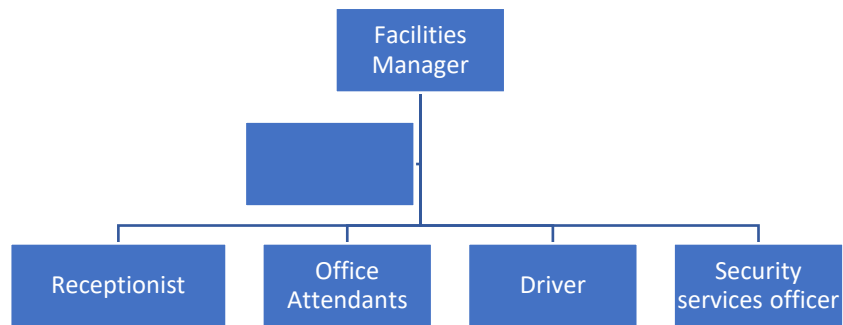 Facilities
Manager
Receptionist
Office
Attendants
Driver
Security
services officer